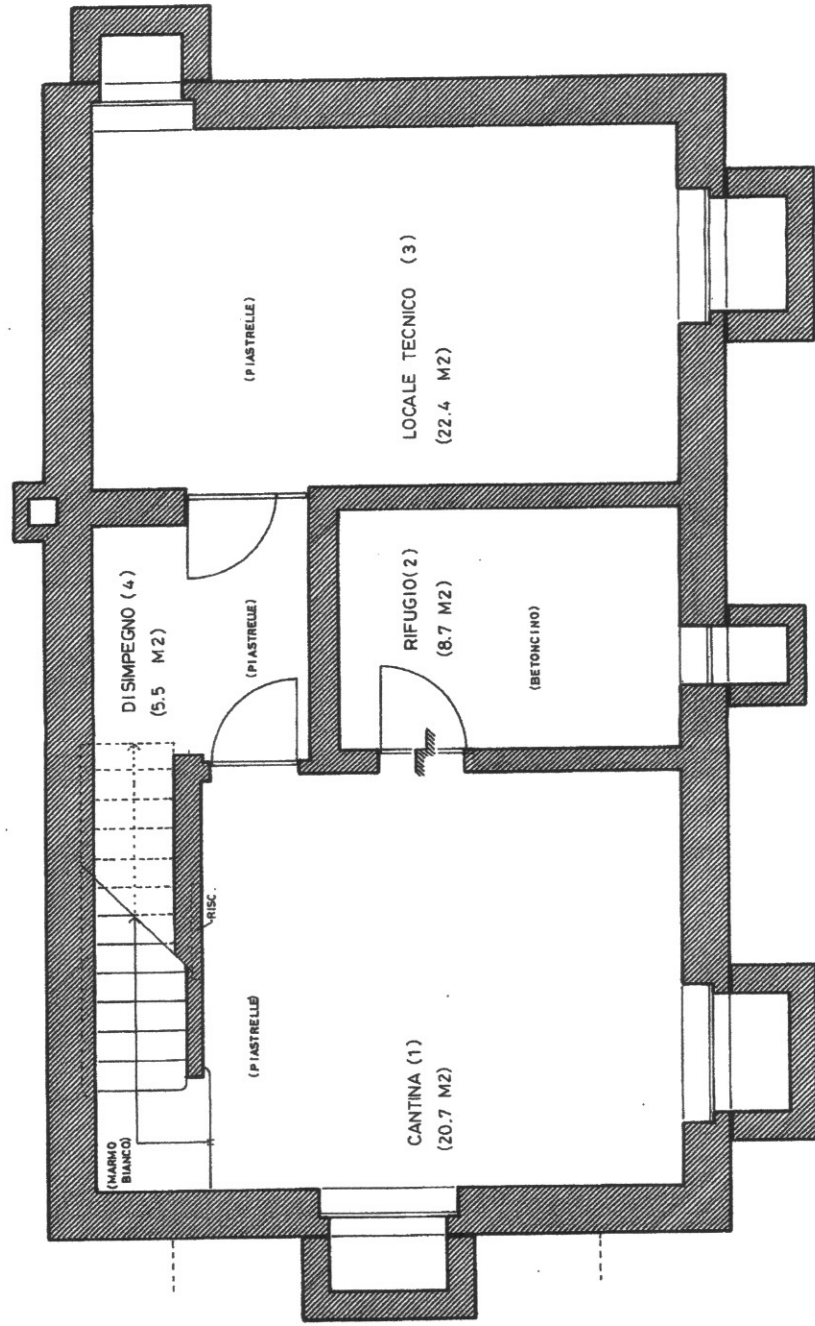 (MARMO
BIANCO)
DISIMPEGNO (4)
(5.5 M2)
(PIASTRELLE)
RISC.
(PIASTRELLE)
(PIASTRELLE)
CANTINA (1)
(20.7 M2)
RIFUGIO(2)
(8.7 M2)
(BETONCINO)
LOCALE TECNICO (3)
(22.4 M2)